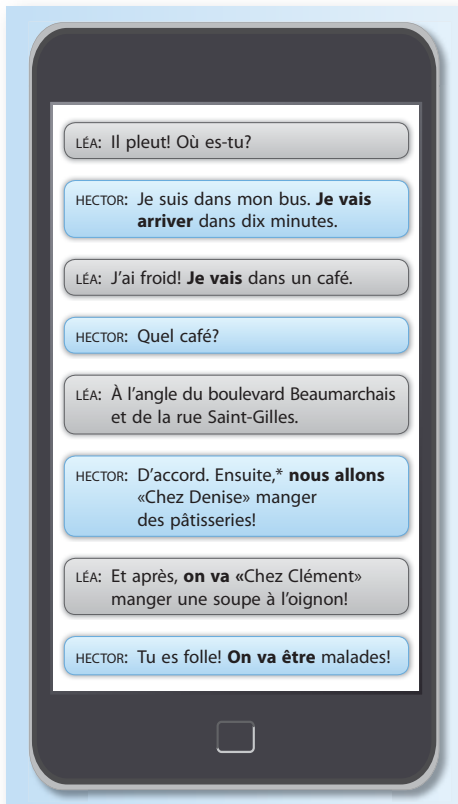 LÉA: Il pleut! Où es-tu?
HECTOR: Je suis dans mon bus. Je vais
arriver dans dix minutes.
LÉA: J'ai froid! Je vais dans un café.
HECTOR: Quel café?
LÉA: À l'angle du boulevard Beaumarchais
et de la rue Saint-Gilles.
HECTOR: D'accord. Ensuite,* nous allons
«Chez Denise» manger
des pâtisseries!
LÉA: Et après, on va «Chez Clément»
manger une soupe à l'oignon!
HECTOR: Tu es folle! On va être malades!